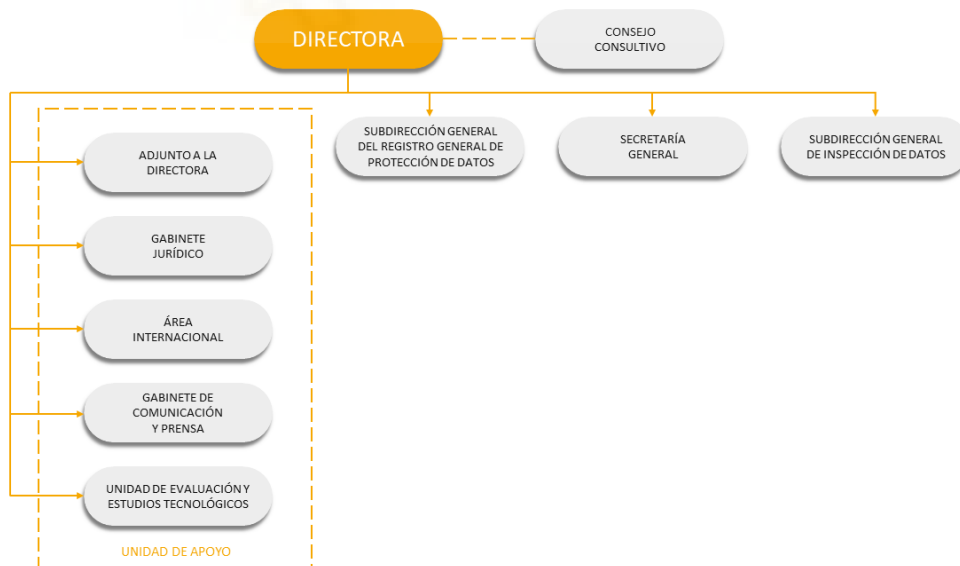 DIRECTORA
CONSEJO
CONSULTIVO
SUBDIRECCIÓN GENERAL
DEL REGISTRO GENERAL DE
PROTECCIÓN DE DATOS
SECRETARÍA
GENERAL
SUBDIRECCIÓN GENERAL
DE INSPECCIÓN DE DATOS
ADJUNTO A LA
DIRECTORA
GABINETE
JURÍDICO
ÁREA
INTERNACIONAL
GABINETE DE
COMUNICACIÓN
Y PRENSA
UNIDAD DE EVALUACIÓN Y
ESTUDIOS TECNOLÓGICOS
UNIDAD DE APOYO